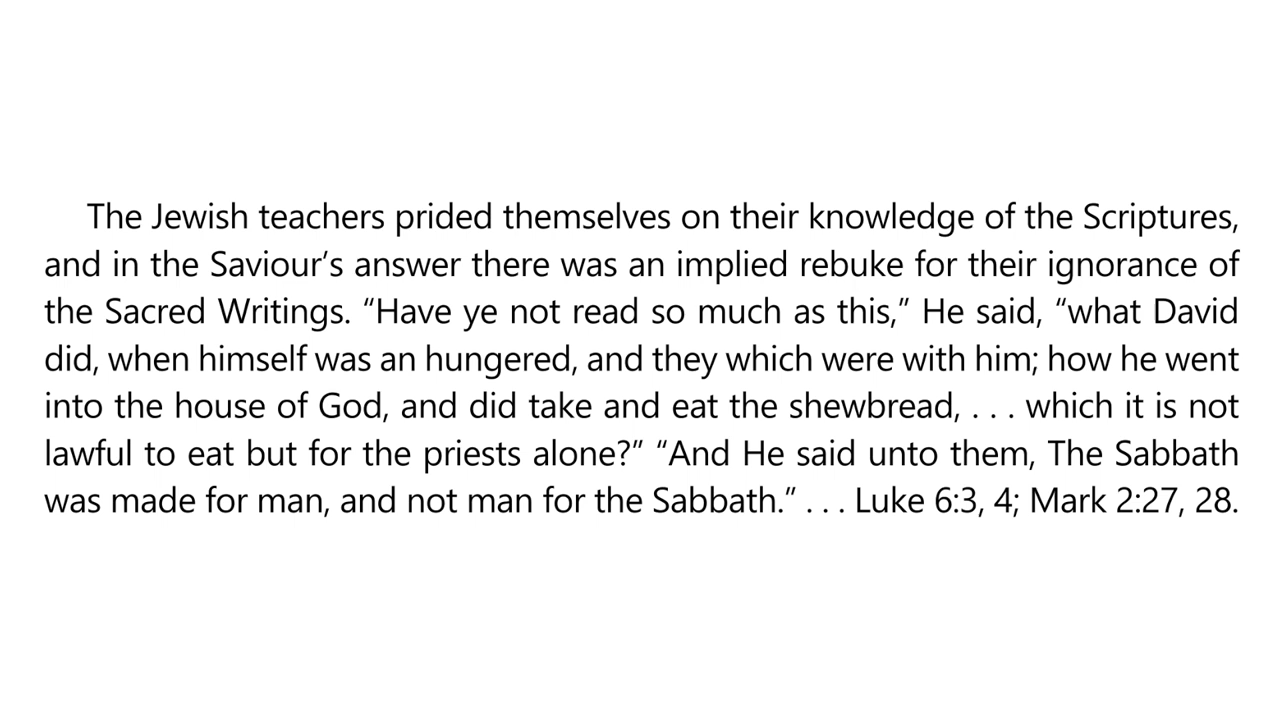 The Jewish teachers prided themselves on their knowledge of the Scriptures,
and in the Saviour’s answer there was an implied rebuke for their ignorance of
the Sacred Writings. “Have ye not read so much as this,” He said, “what David
did, when himself was an hungered, and they which were with him; how he went
into the house of God, and did take and eat the shewbread, . . . which it is not
lawful to eat but for the priests alone?” “And He said unto them, The Sabbath
was made for man, and not man for the Sabbath.” . . . Luke 6:3, 4; Mark 2:27, 28.